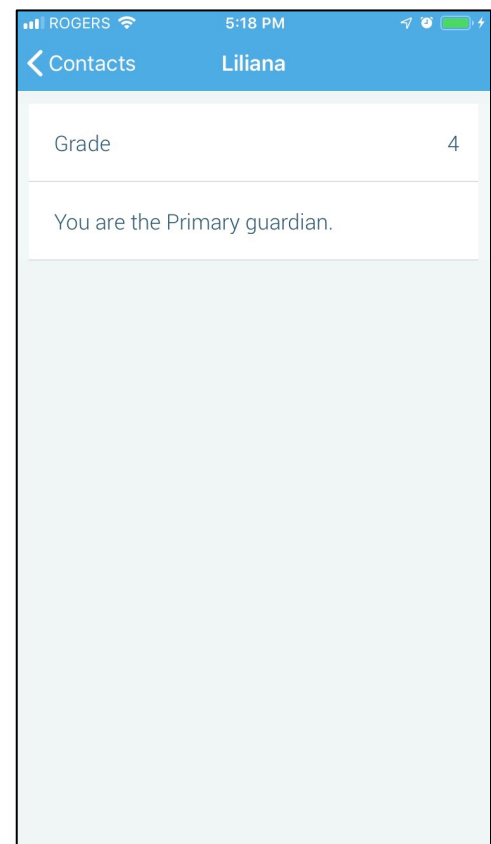 ROGERS 5:18 PM
Contacts Liliana
Grade 4
You are the Primary guardian.